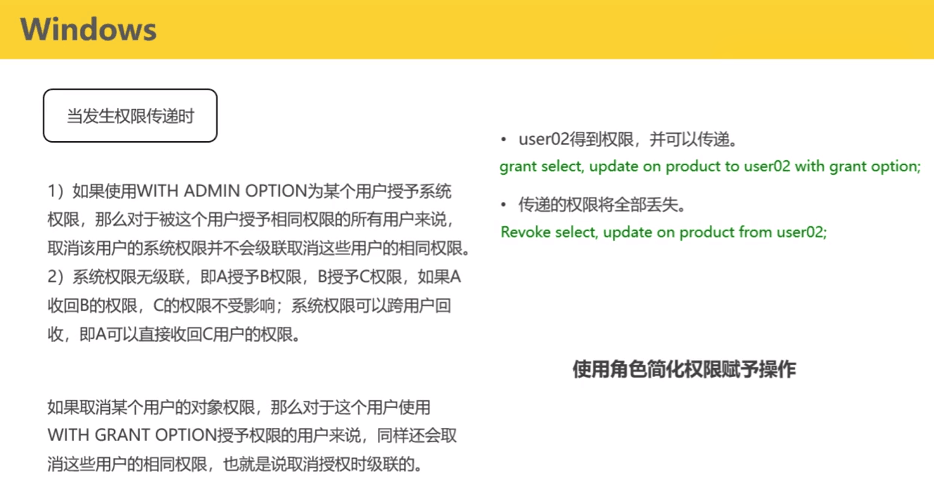 Windows
当发生权限传递时
1）如果使用WITH ADMIN OPTION为某个用户授予系统
权限，那么对于被这个用户授予相同权限的所有用户来说，
取消该用户的系统权限并不会级联取消这些用户的相同权限。
2）系统权限无级联，即A授予B权限，B授予C权限，如果A
收回B的权限，C的权限不受影响；系统权限可以跨用户回
收，即A可以直接收回C用户的权限。
如果取消某个用户的对象权限，那么对于这个用户使用
WITH GRANT OPTION授予权限的用户来说，同样还会取
消这些用户的相同权限，也就是说取消授权时级联的。
• user02得到权限，并可以传递。
grant select, update on product to user02 with grant option;
• 传递的权限将全部丢失。
Revoke select, update on product from user02;
使用角色简化权限赋予操作